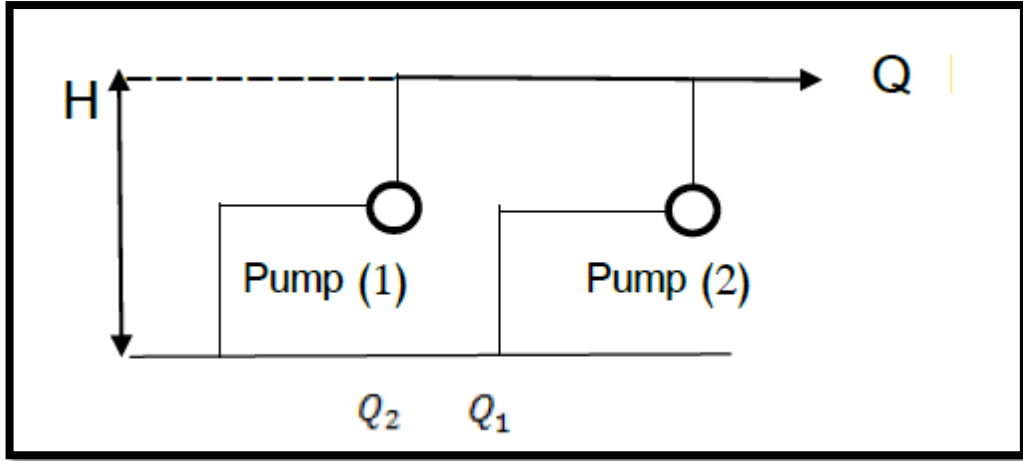 H
Q
Pump (1)
Pump (2)
Q₂
Q₁